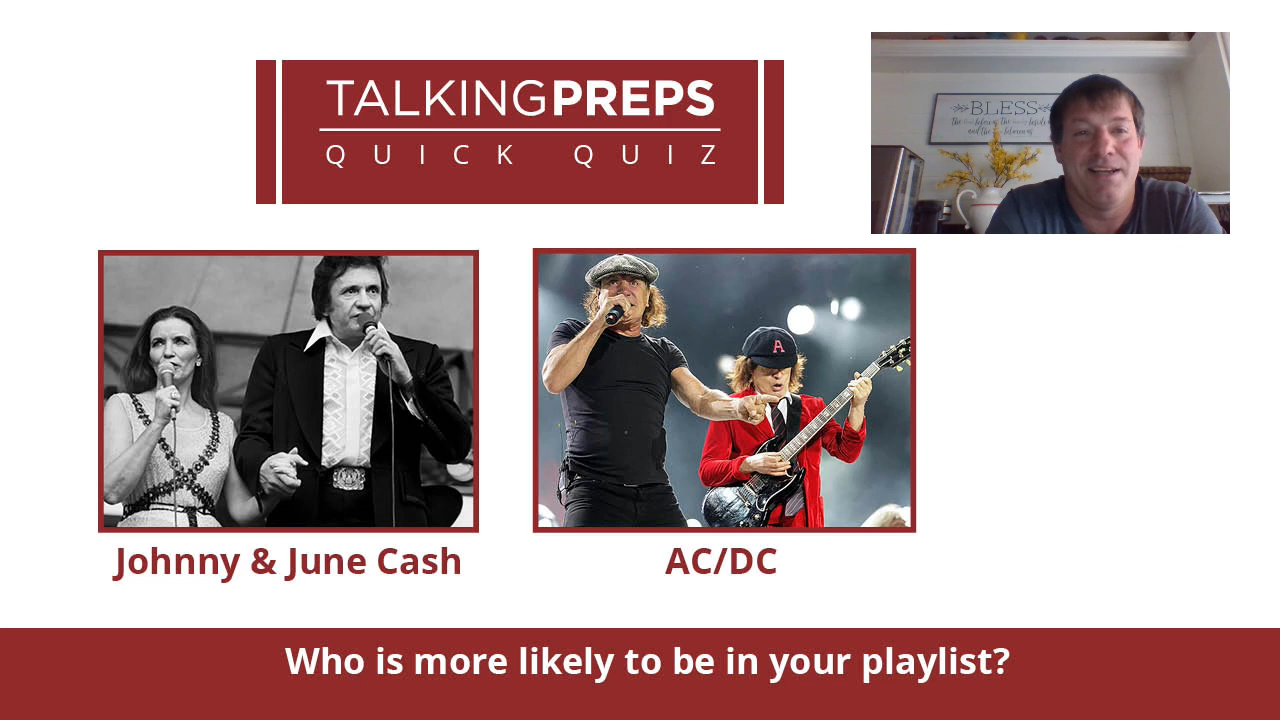 TALKINGPREPS
QUICK QUIZ
BLESS
Johnny & June Cash
A
AC/DC
Who is more likely to be in your playlist?